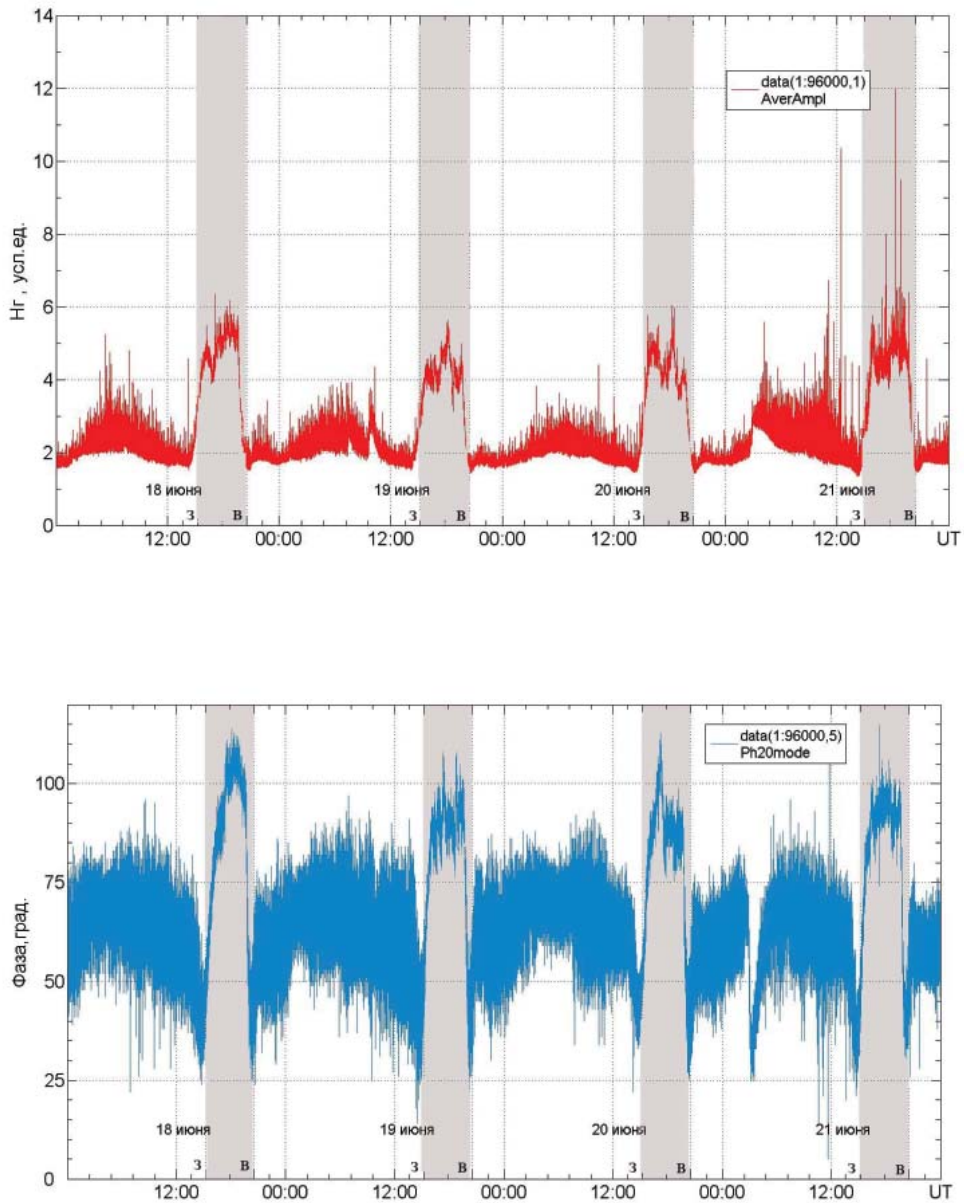 14
12
10
8
6
4
2
0
Нг , усл.ед.
data(1:96000,1)
AverAmpl
18 июня
19 июня
20 июня
21 июня
З В З В З В З В
12:00 00:00 12:00 00:00 12:00 00:00 12:00 UT
100
75
50
25
0
Фаза,град.
data(1:96000,5)
Ph20mode
18 июня
19 июня
20 июня
21 июня
З В З В З В З В
12:00 00:00 12:00 00:00 12:00 00:00 12:00 UT